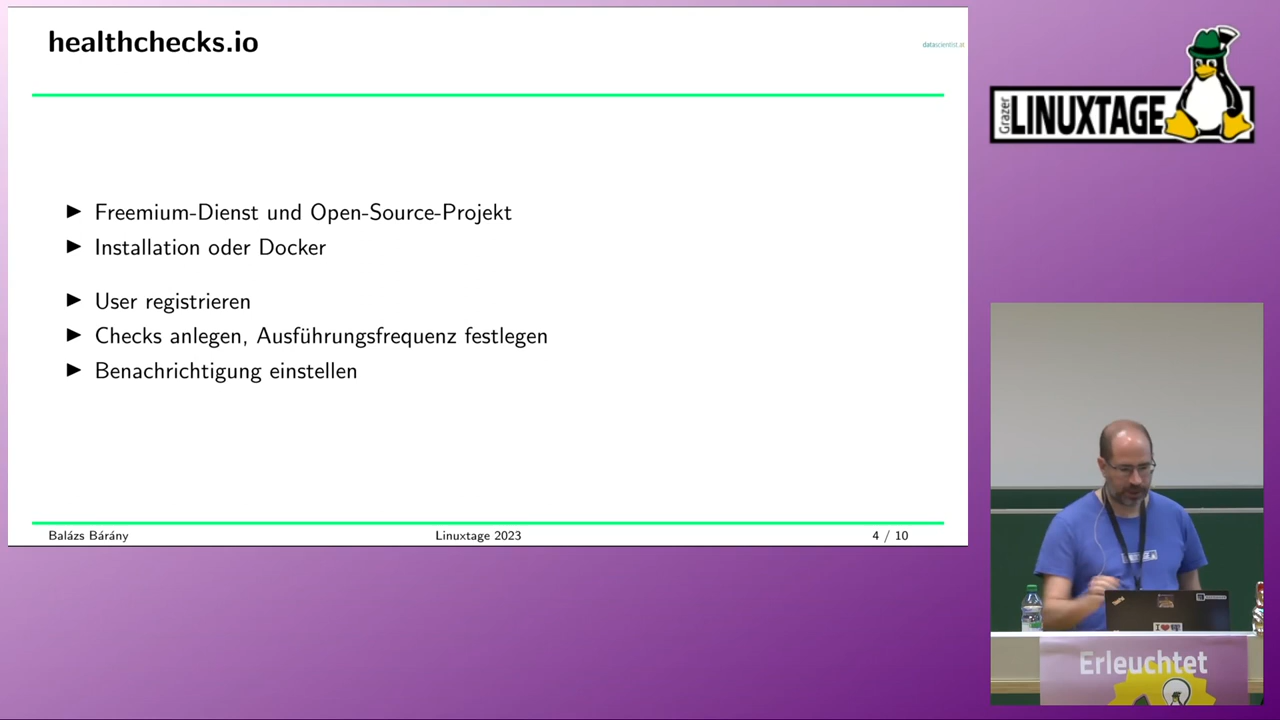 healthchecks.io
datascientist.at
Freemium-Dienst und Open-Source-Projekt
Installation oder Docker
User registrieren
Checks anlegen, Ausführungsfrequenz festlegen
Benachrichtigung einstellen
Balázs Bárány
Linuxtage 2023
4 / 10
Grazer
LINUXTAGE
Erleuchtet